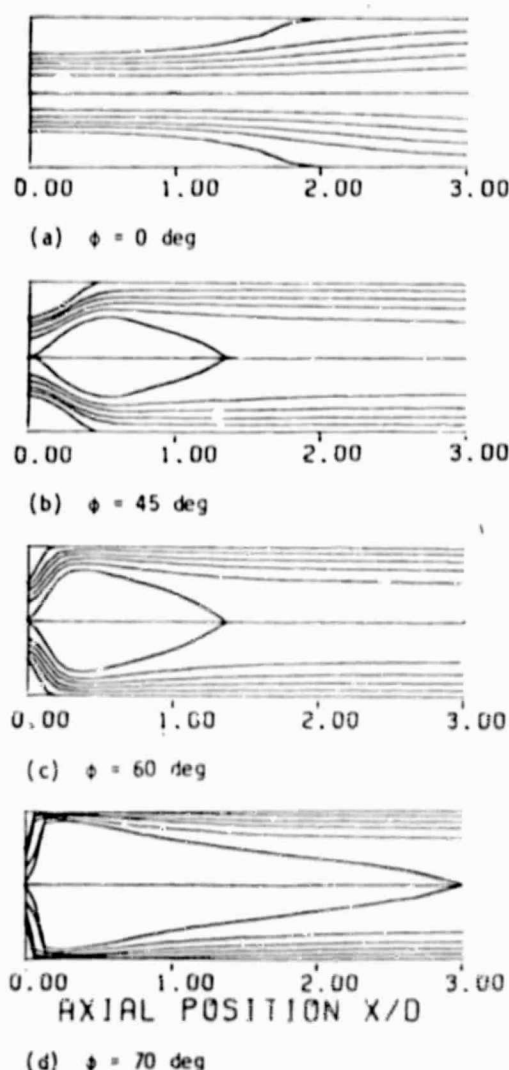 0.00 1.00 2.00 3.00
(a) ϕ = 0 deg
0.00 1.00 2.00 3.00
(b) ϕ = 45 deg
0.00 1.00 2.00 3.00
(c) ϕ = 60 deg
0.00 1.00 2.00 3.00
AXIAL POSITION X/D
(d) ϕ = 70 deg